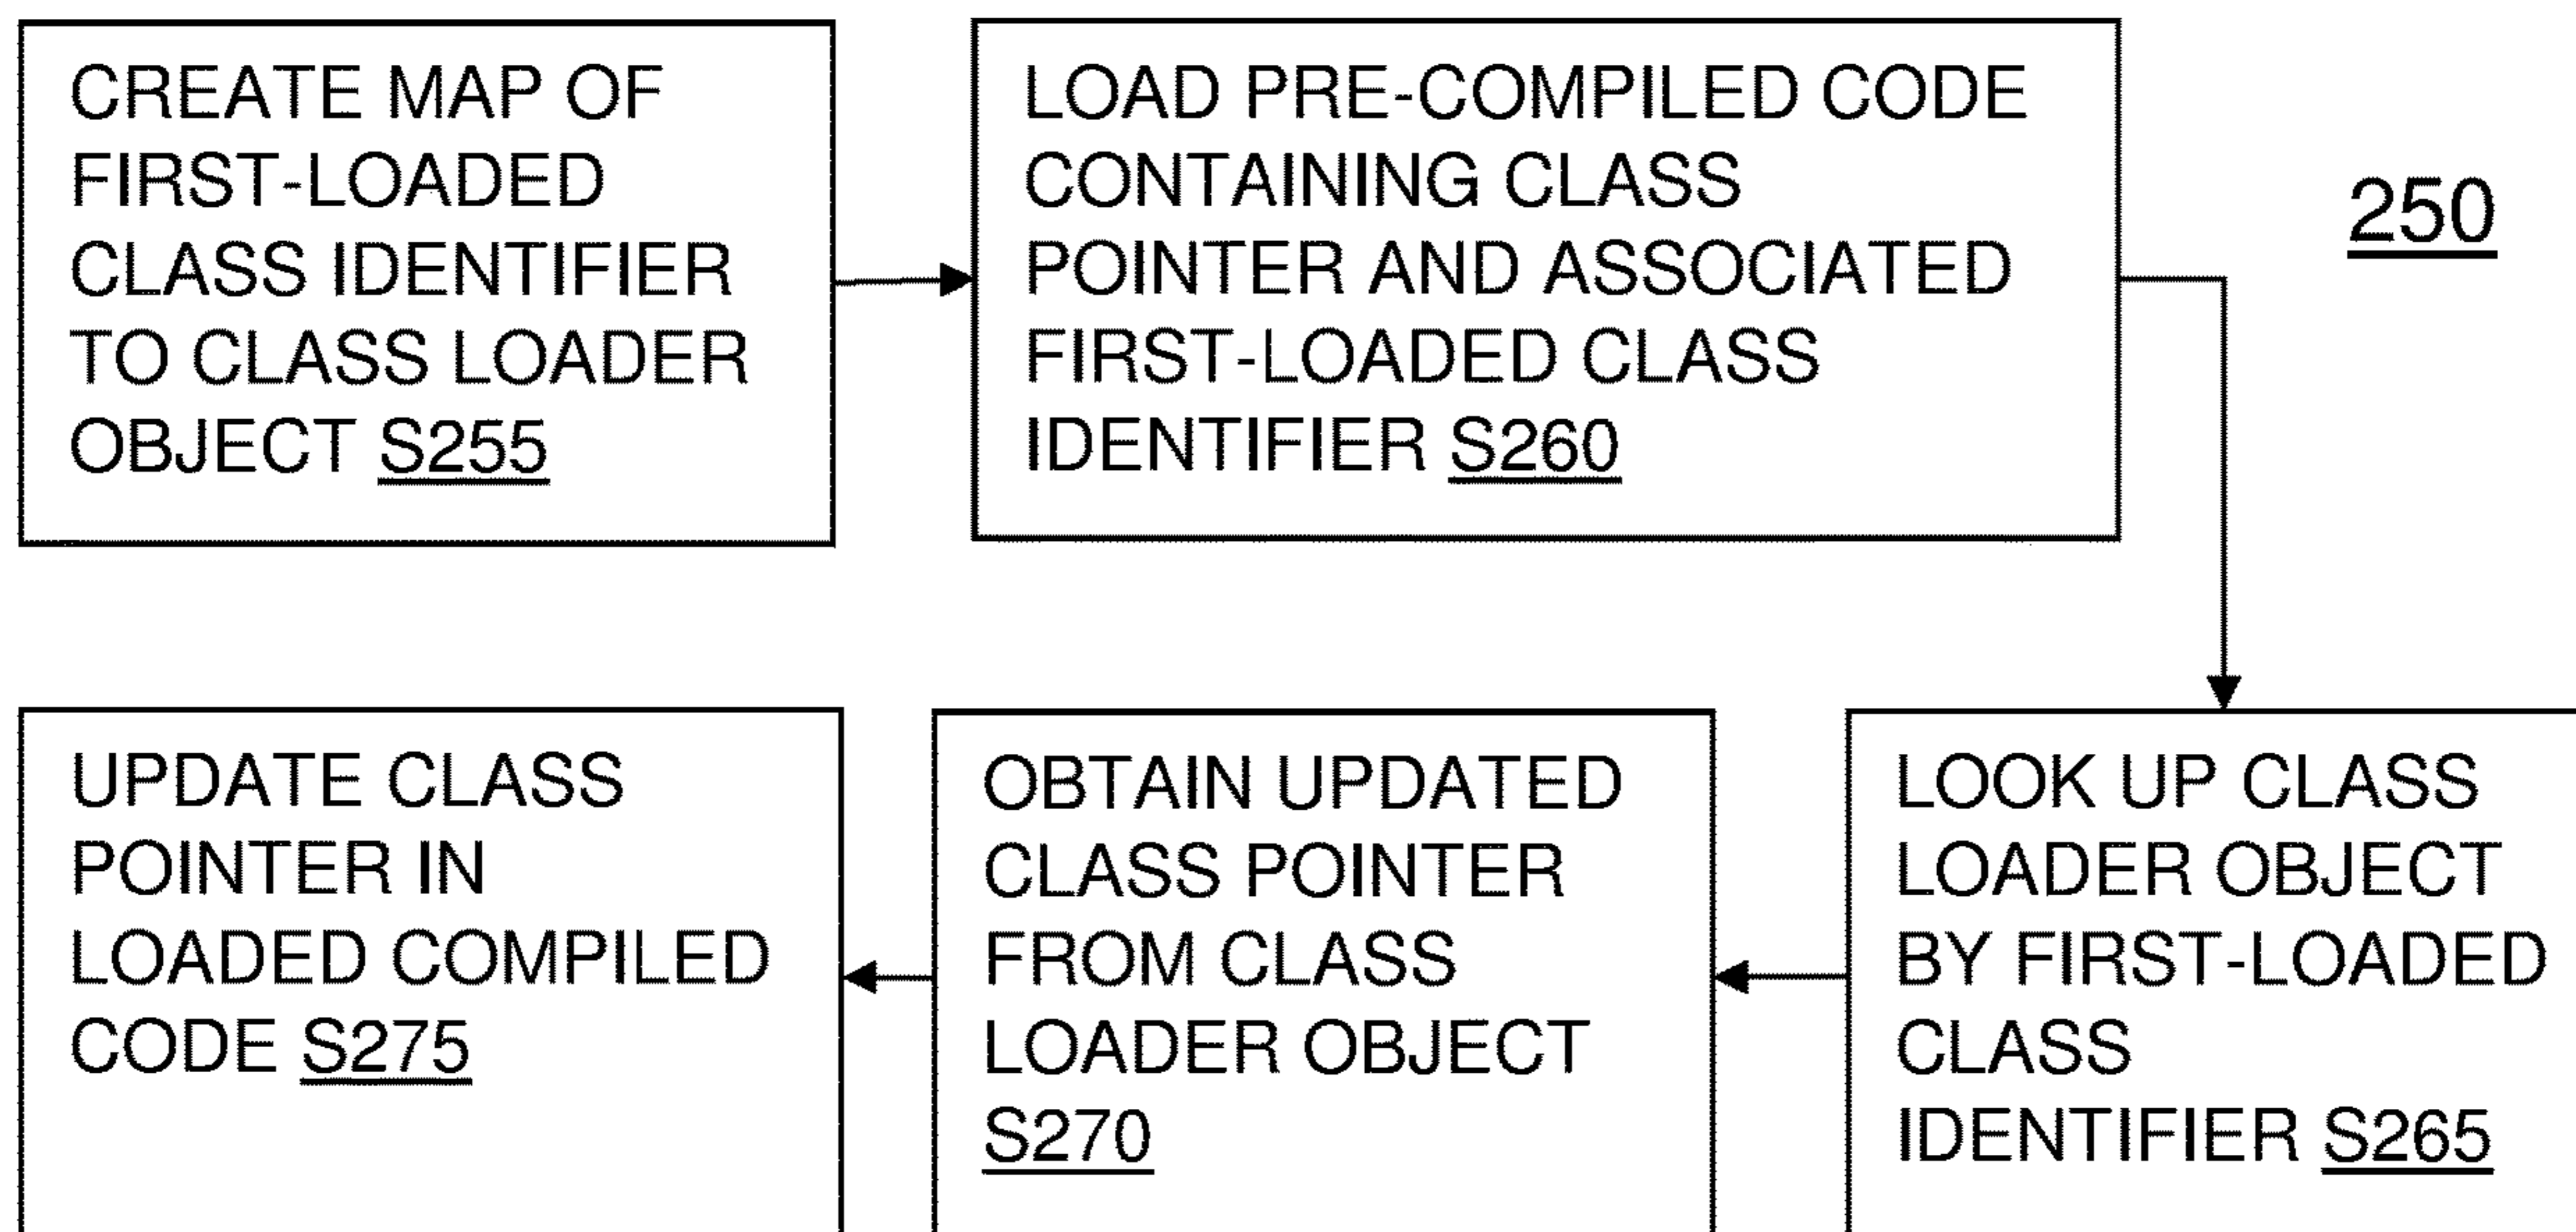 CREATE MAP OF
FIRST-LOADED
CLASS IDENTIFIER
TO CLASS LOADER
OBJECT S255
LOAD PRE-COMPILED CODE
CONTAINING CLASS
POINTER AND ASSOCIATED
FIRST-LOADED CLASS
IDENTIFIER S260
250
LOOK UP CLASS
LOADER OBJECT
BY FIRST-LOADED
CLASS
IDENTIFIER S265
OBTAIN UPDATED
CLASS POINTER
FROM CLASS
LOADER OBJECT
S270
UPDATE CLASS
POINTER IN
LOADED COMPILED
CODE S275